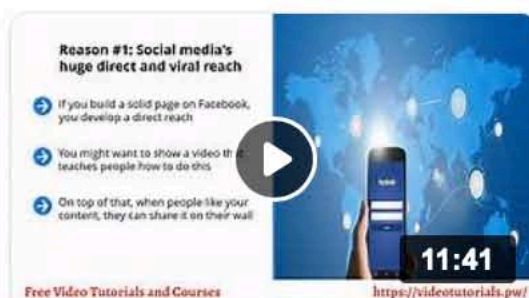 Reason #1: Social media's
huge direct and viral reach
If you build a solid page on Facebook,
you develop a direct reach
You might want to show a video that
teaches people how to do this
On top of that, when people like your
content, they can share it on their wall
facebook
11:41
Free Video Tutorials and Courses
https://videotutorials.pw/